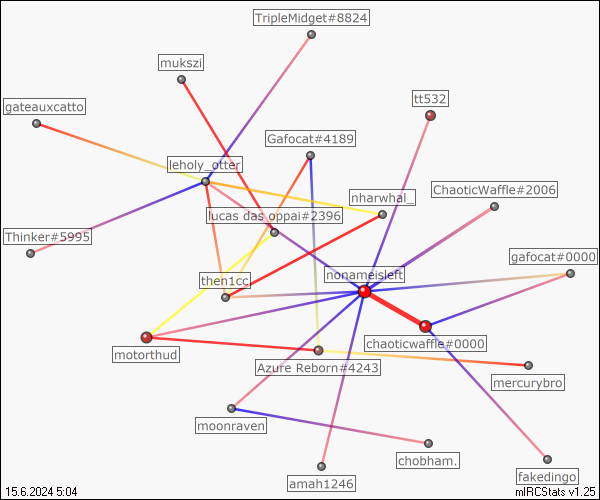 TripleMidget#8824
mukszi
tt532
gateauxcatto
Gafocat#4189
leholy_otter
nharwhal_
ChaoticWaffle#2006
lucas das oppai#2396
Thinker#5995
gafocat#0000
nonameisleft
then1cc
chaoticwaffle#0000
motorthud
Azure Reborn#4243
mercurybro
moonraven
chobham.
amah1246
fakedingo
15.6.2024 5:04
mIRCStats v1.25